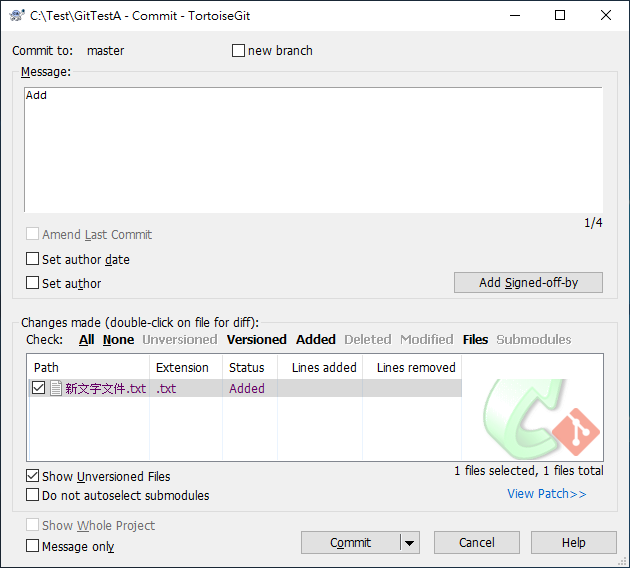 C:\Test\GitTestA - Commit - TortoiseGit
Commit to: master new branch
Message:
Add
1/4
Amend Last Commit
Set author date
Set author Add Signed-off-by
Changes made (double-click on file for diff):
Check: All None Unversioned Versioned Added Deleted Modified Files Submodules
Path Extension Status Lines added Lines removed
新文字文件.txt .txt Added
Show Unversioned Files 1 files selected, 1 files total
Do not autoselect submodules View Patch>>
Show Whole Project
Message only Commit Cancel Help